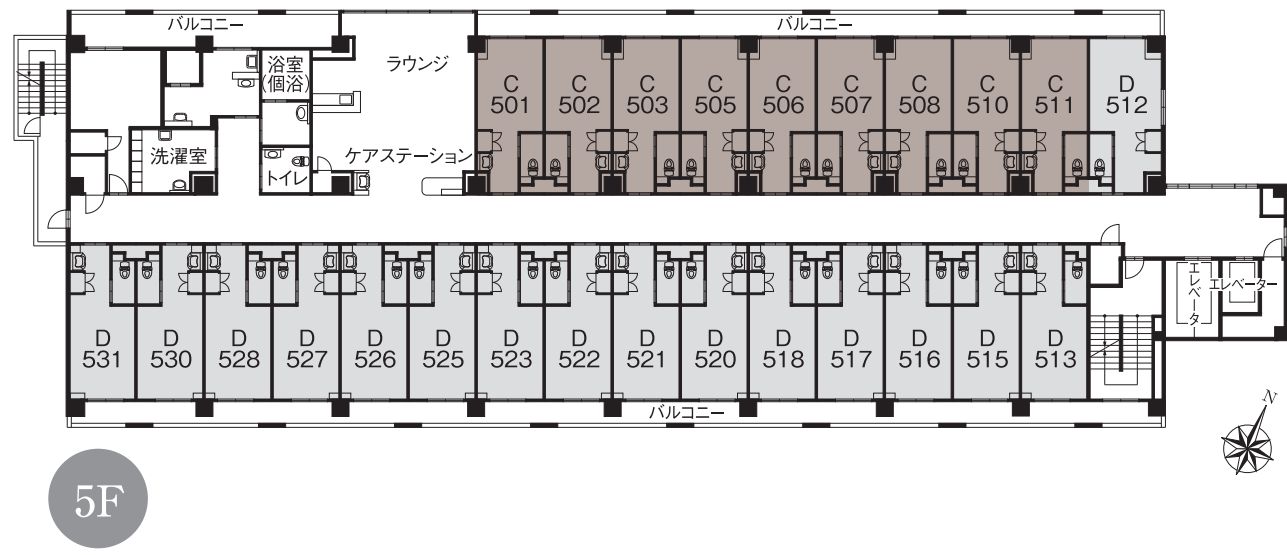 バルコニー
バルコニー
浴室
(個浴)
ラウンジ
C
501
C
502
C
503
C
505
C
506
C
507
C
508
C
510
C
511
D
512
洗濯室
トイレ
ケアステーション
D
531
D
530
D
528
D
527
D
526
D
525
D
523
D
522
D
521
D
520
D
518
D
517
D
516
D
515
D
513
エレベータ
エレベーター
バルコニー
N
5F